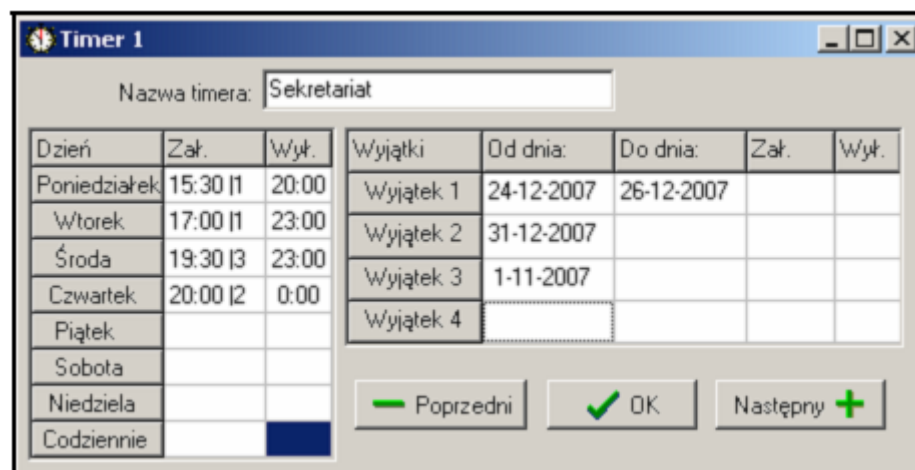 Timer 1
Nazwa timera: Sekretariat
Dzień Zał. Wył.
Poniedziałek 15:30 |1 20:00
Wtorek 17:00 |1 23:00
Środa 19:30 |3 23:00
Czwartek 20:00 |2 0:00
Piątek
Sobota
Niedziela
Codziennie
Wyjątki Od dnia: Do dnia: Zał. Wył.
Wyjątek 1 24-12-2007 26-12-2007
Wyjątek 2 31-12-2007
Wyjątek 3 1-11-2007
Wyjątek 4
Poprzedni OK Następny